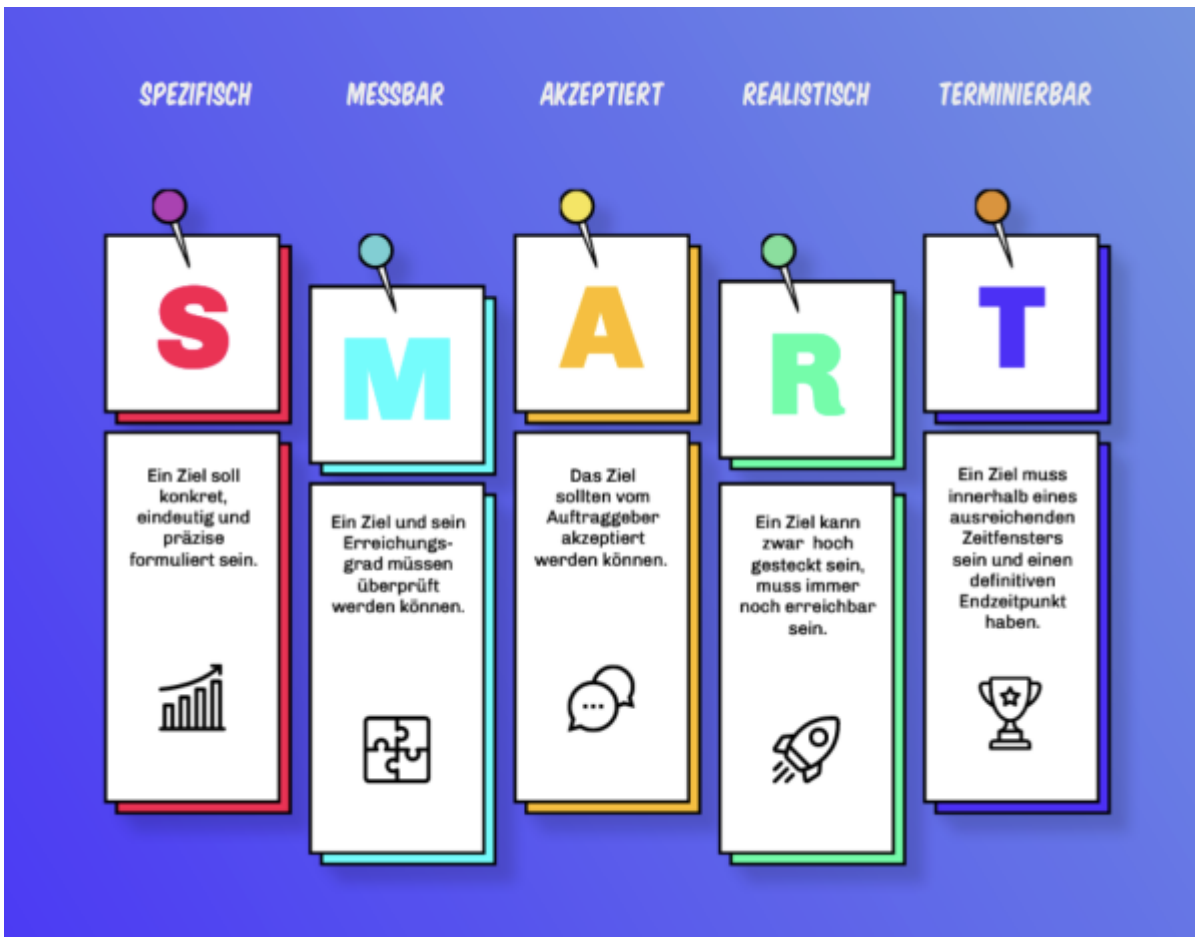 SPEZIFISCH
MESSBAR
AKZEPTIERT
REALISTISCH
TERMINIERBAR
S
M
A
R
T
Ein Ziel soll
konkret,
eindeutig und
präzise
formuliert sein.
Ein Ziel und sein
Erreichungs-
grad müssen
überprüft
werden können.
Das Ziel
sollten vom
Auftraggeber
akzeptiert
werden können.
Ein Ziel kann
zwar hoch
gesteckt sein,
muss immer
noch erreichbar
sein.
Ein Ziel muss
innerhalb eines
ausreichenden
Zeitfensters
sein und einen
definitiven
Endzeitpunkt
haben.